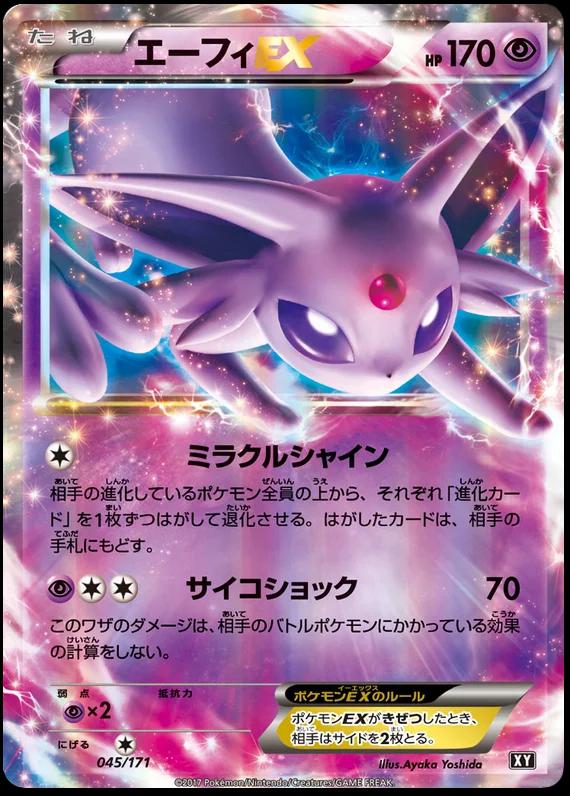 たね
エーフィEX
HP170
ミラクルシャイン
相手の進化しているポケモン全員の上から、それぞれ「進化カー
ド」を1枚ずつはがして退化させる。はがしたカードは、相手の
手札にもどす。
サイコショック 70
このワザのダメージは、相手のバトルポケモンにかかっている効果
の計算をしない。
弱点 抵抗力
×2
にげる
045/171
ポケモンEXのルール
ポケモンEXがきぜつしたとき、
相手はサイドを2枚とる。
Illus.Ayaka Yoshida
XY
©2017 Pokémon/Nintendo/Creatures/GAME FREAK.